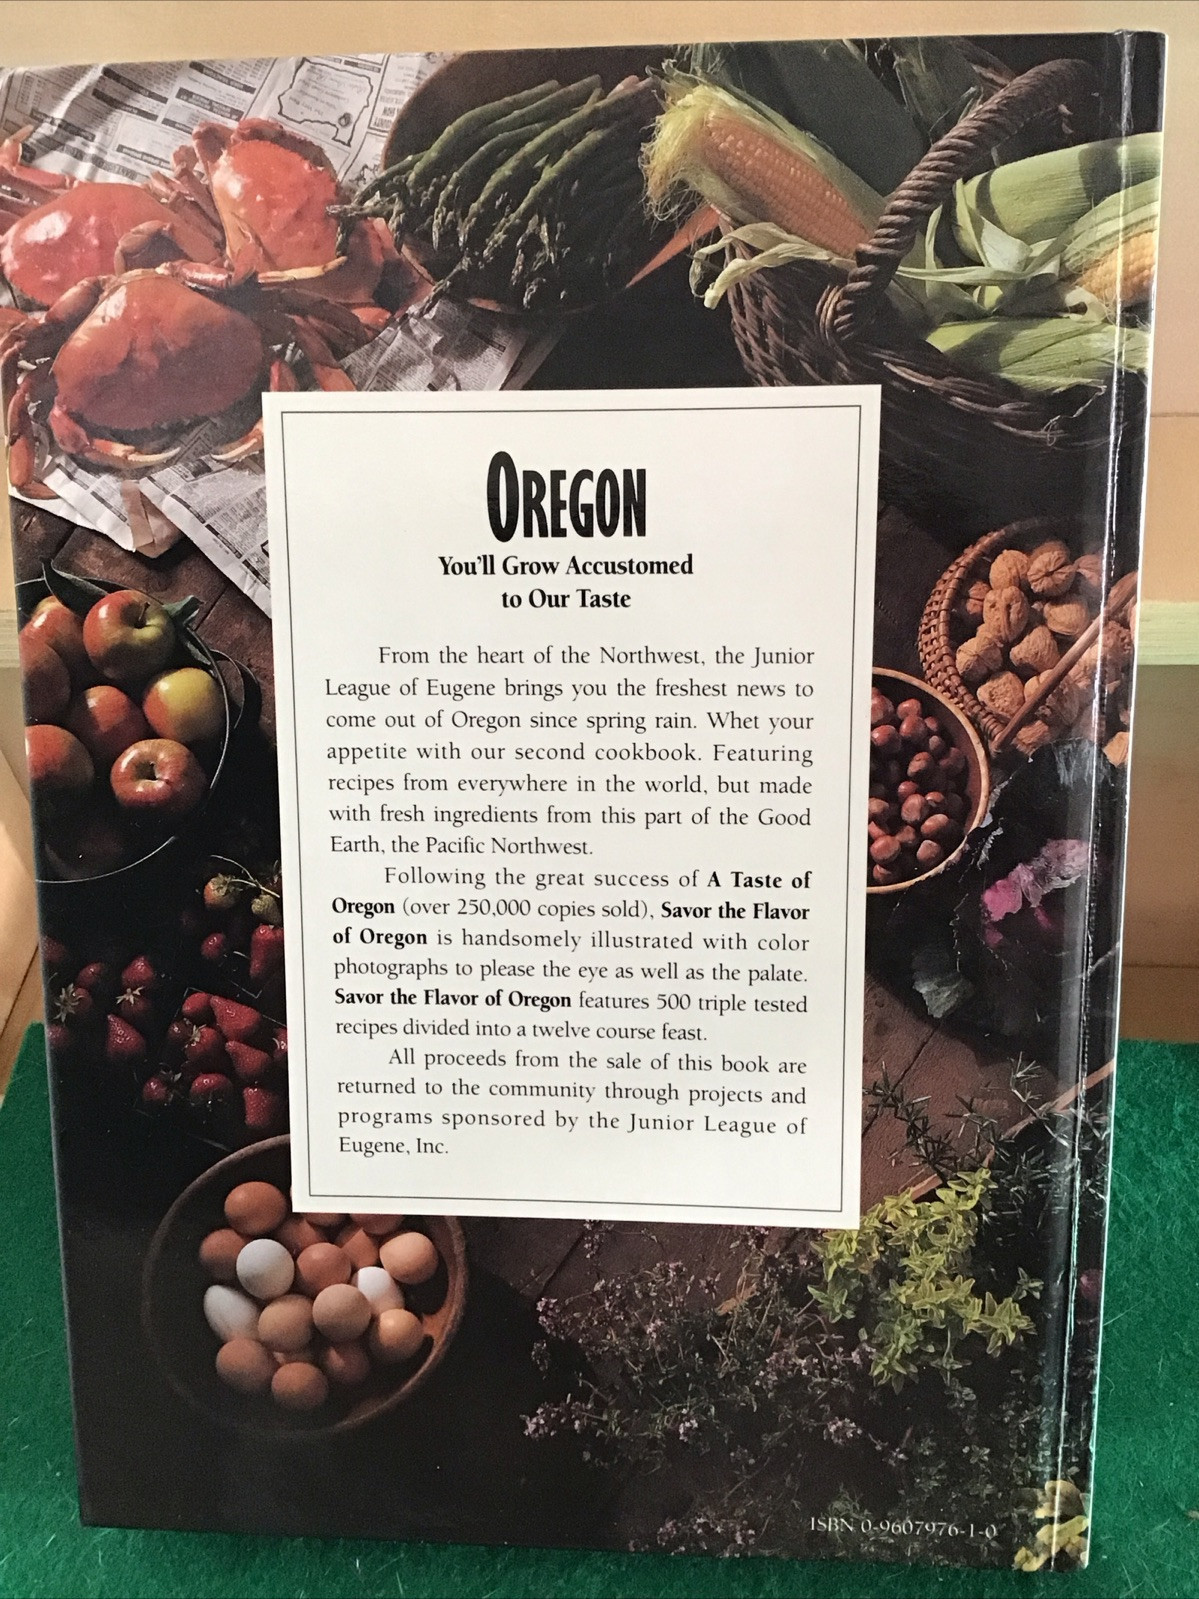 OREGON
You'll Grow Accustomed
to Our Taste
From the heart of the Northwest, the Junior
League of Eugene brings you the freshest news to
come out of Oregon since spring rain. Whet your
appetite with our second cookbook. Featuring
recipes from everywhere in the world, but made
with fresh ingredients from this part of the Good
Earth, the Pacific Northwest.
Following the great success of A Taste of
Oregon (over 250,000 copies sold), Savor the Flavor
of Oregon is handsomely illustrated with color
photographs to please the eye as well as the palate.
Savor the Flavor of Oregon features 500 triple tested
recipes divided into a twelve course feast.
All proceeds from the sale of this book are
returned to the community through projects and
programs sponsored by the Junior League of
Eugene, Inc.
ISBN 0-9607976-1-0